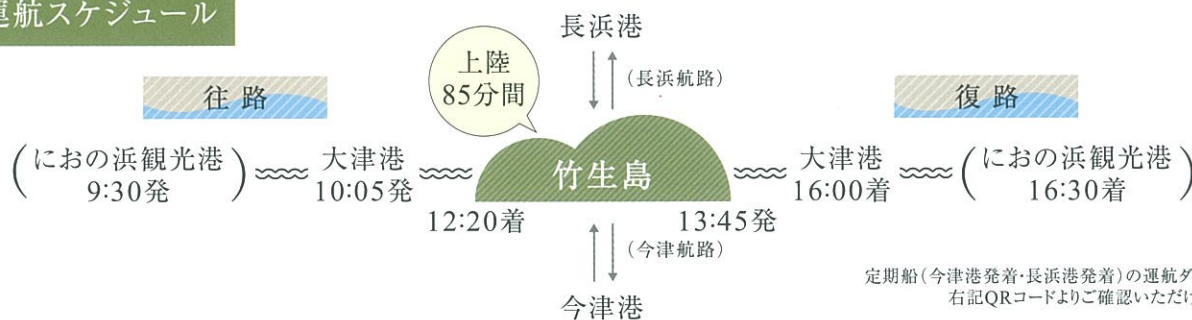 運航スケジュール
長浜港
上陸
85分間
(長浜航路)
往路
復路
(におの浜観光港)
9:30発
大津港
10:05発
竹生島
12:20着
13:45発
大津港
16:00着
(におの浜観光港)
16:30着
(今津航路)
今津港
定期船(今津港発着・長浜港発着)の運航ダ
右記QRコードよりご確認いただけ